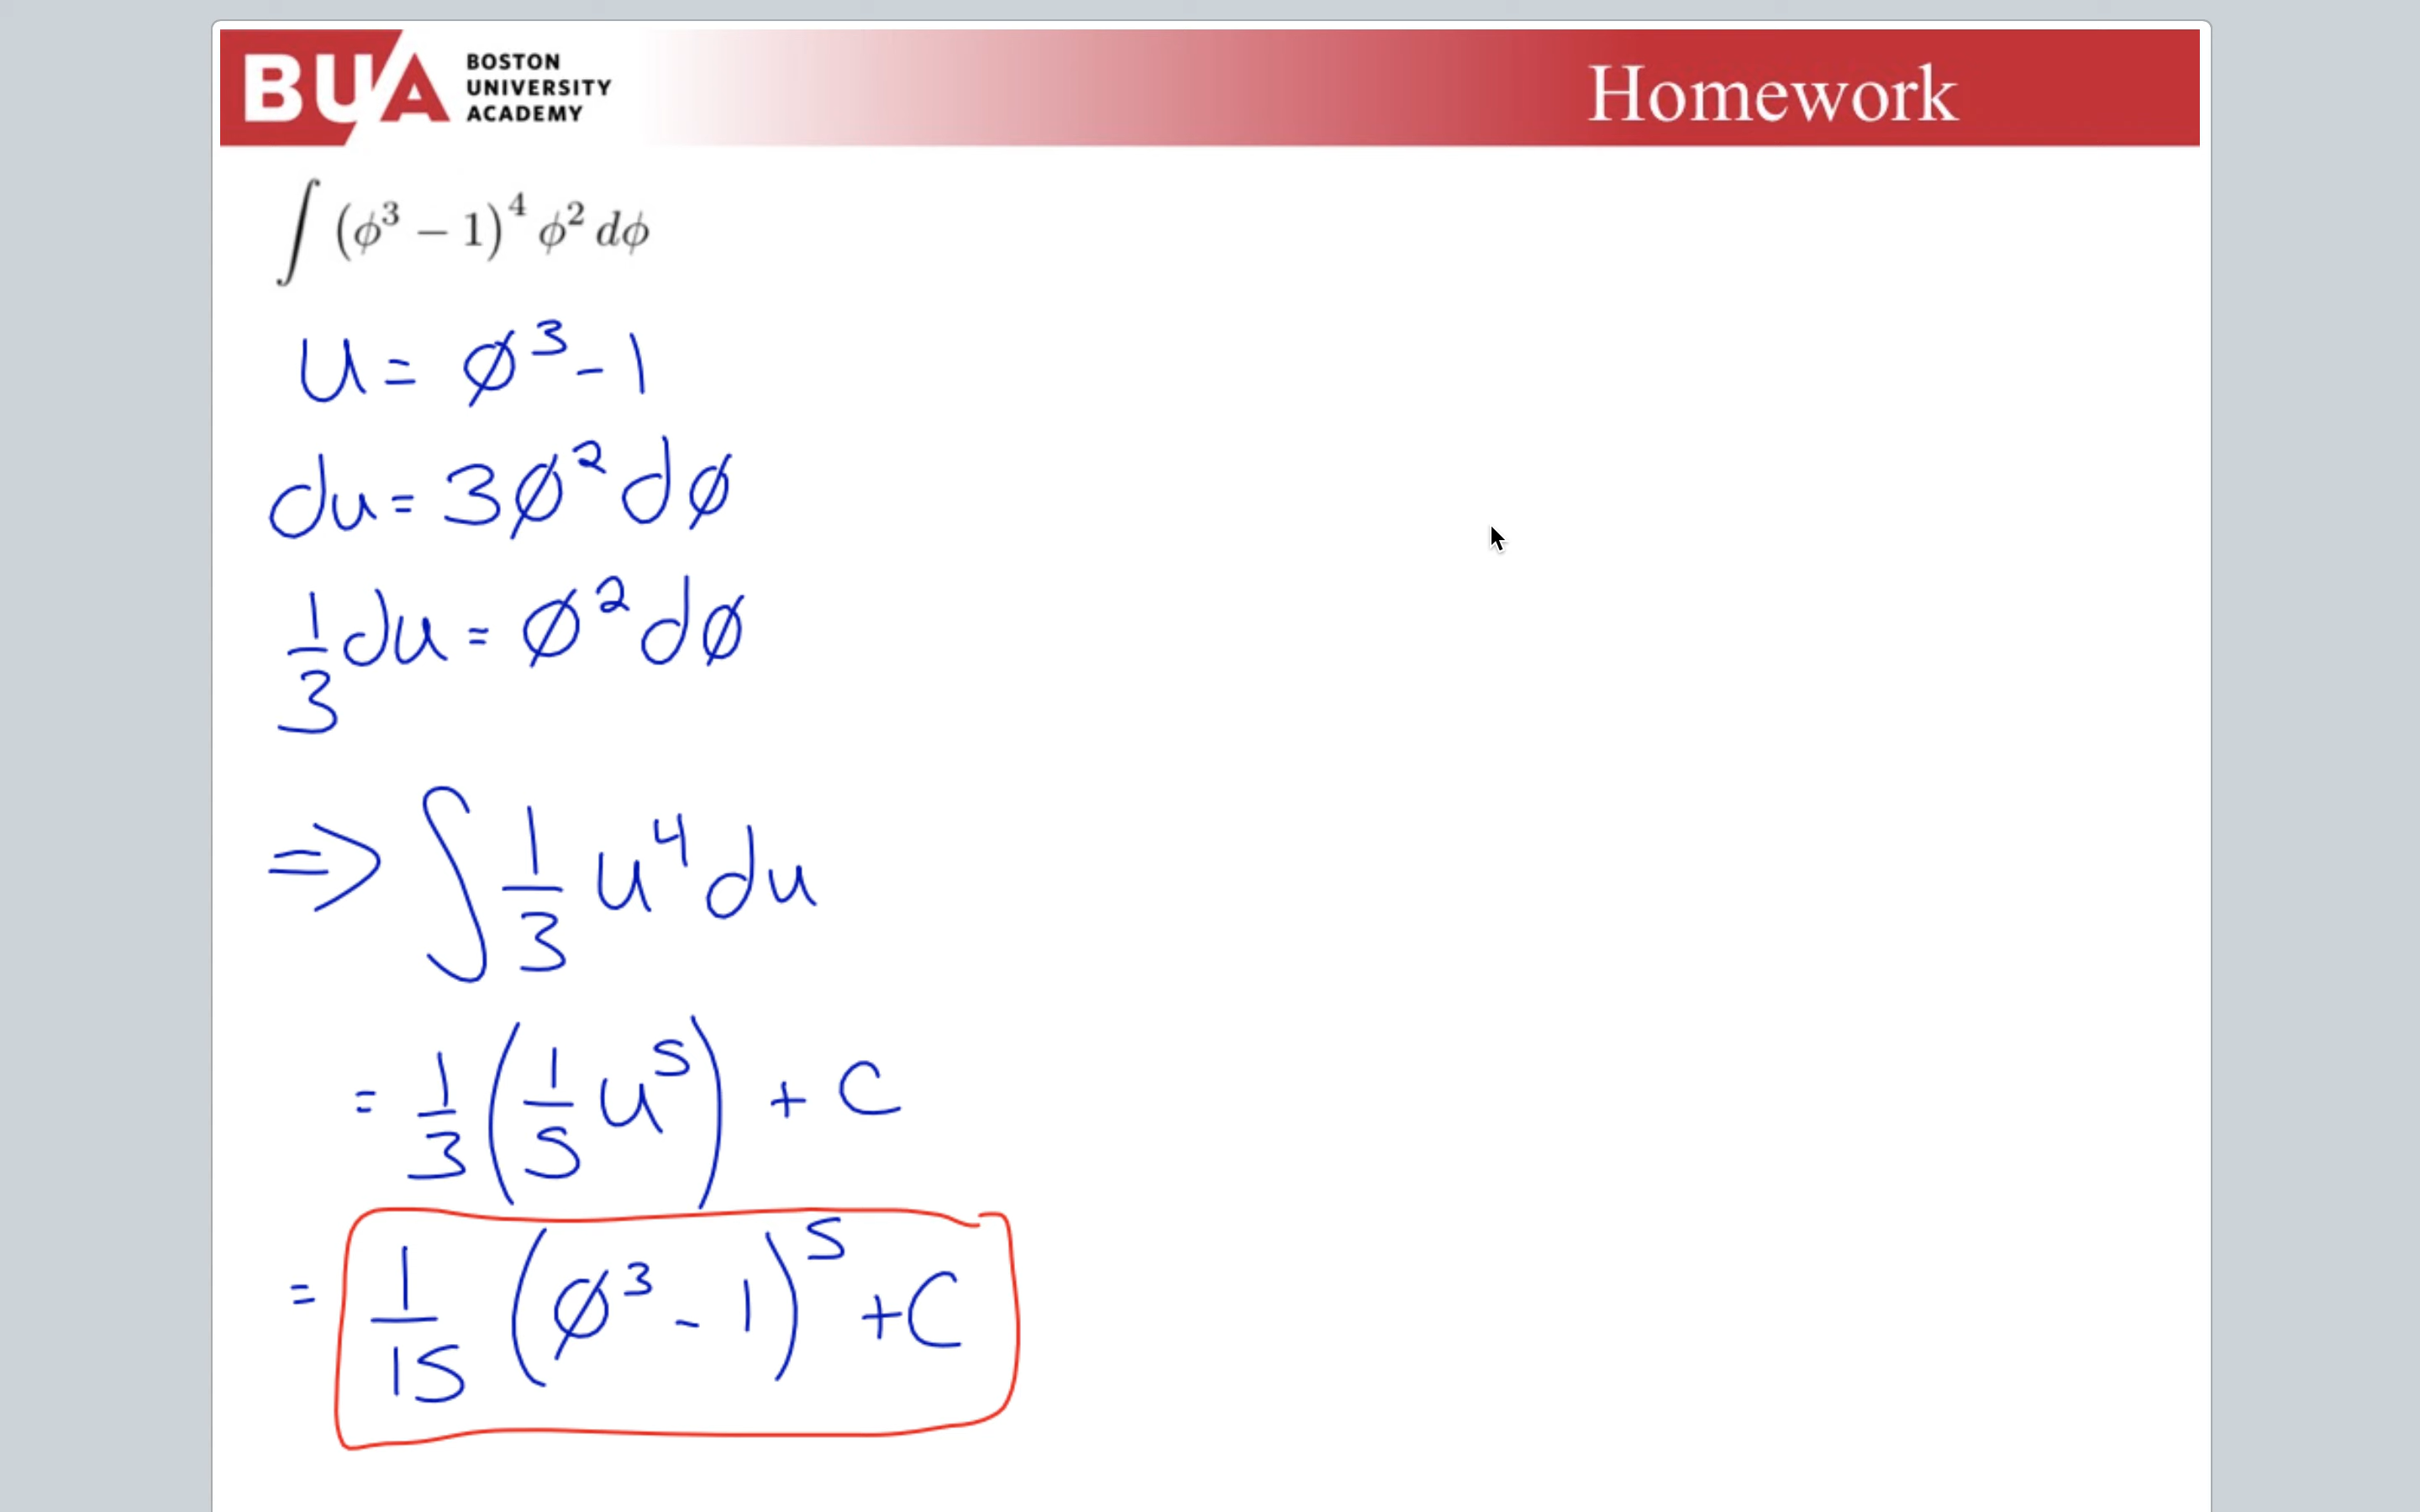 BUA BOSTON UNIVERSITY ACADEMY
Homework
∫ (ϕ³ − 1)⁴ ϕ² dϕ
u = ϕ³ - 1
du = 3ϕ² dϕ
1/3 du = ϕ² dϕ
⇒ ∫ 1/3 u⁴ du
= 1/3 (1/5 u⁵) + C
= 1/15 (ϕ³ - 1)⁵ + C